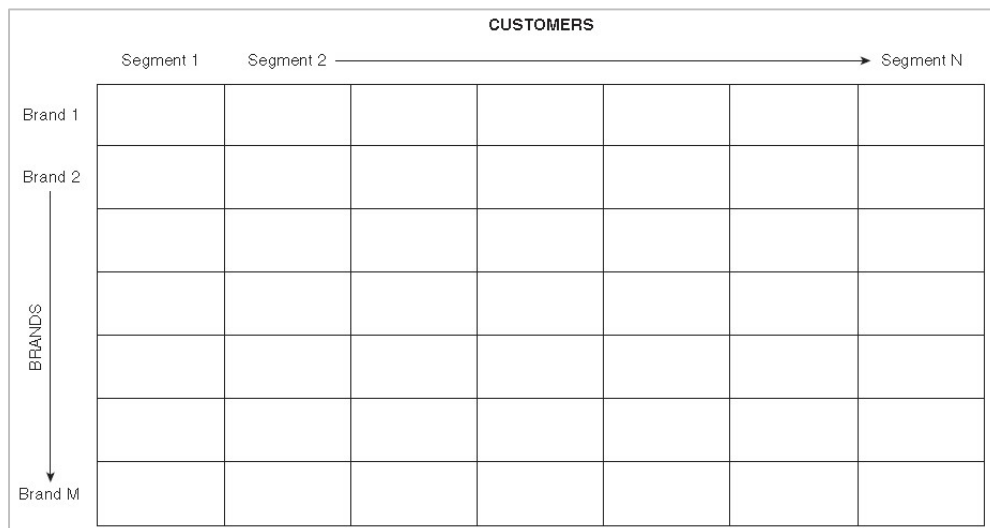 CUSTOMERS
Segment 1 Segment 2 Segment N
Brand 1
Brand 2
BRANDS
Brand M